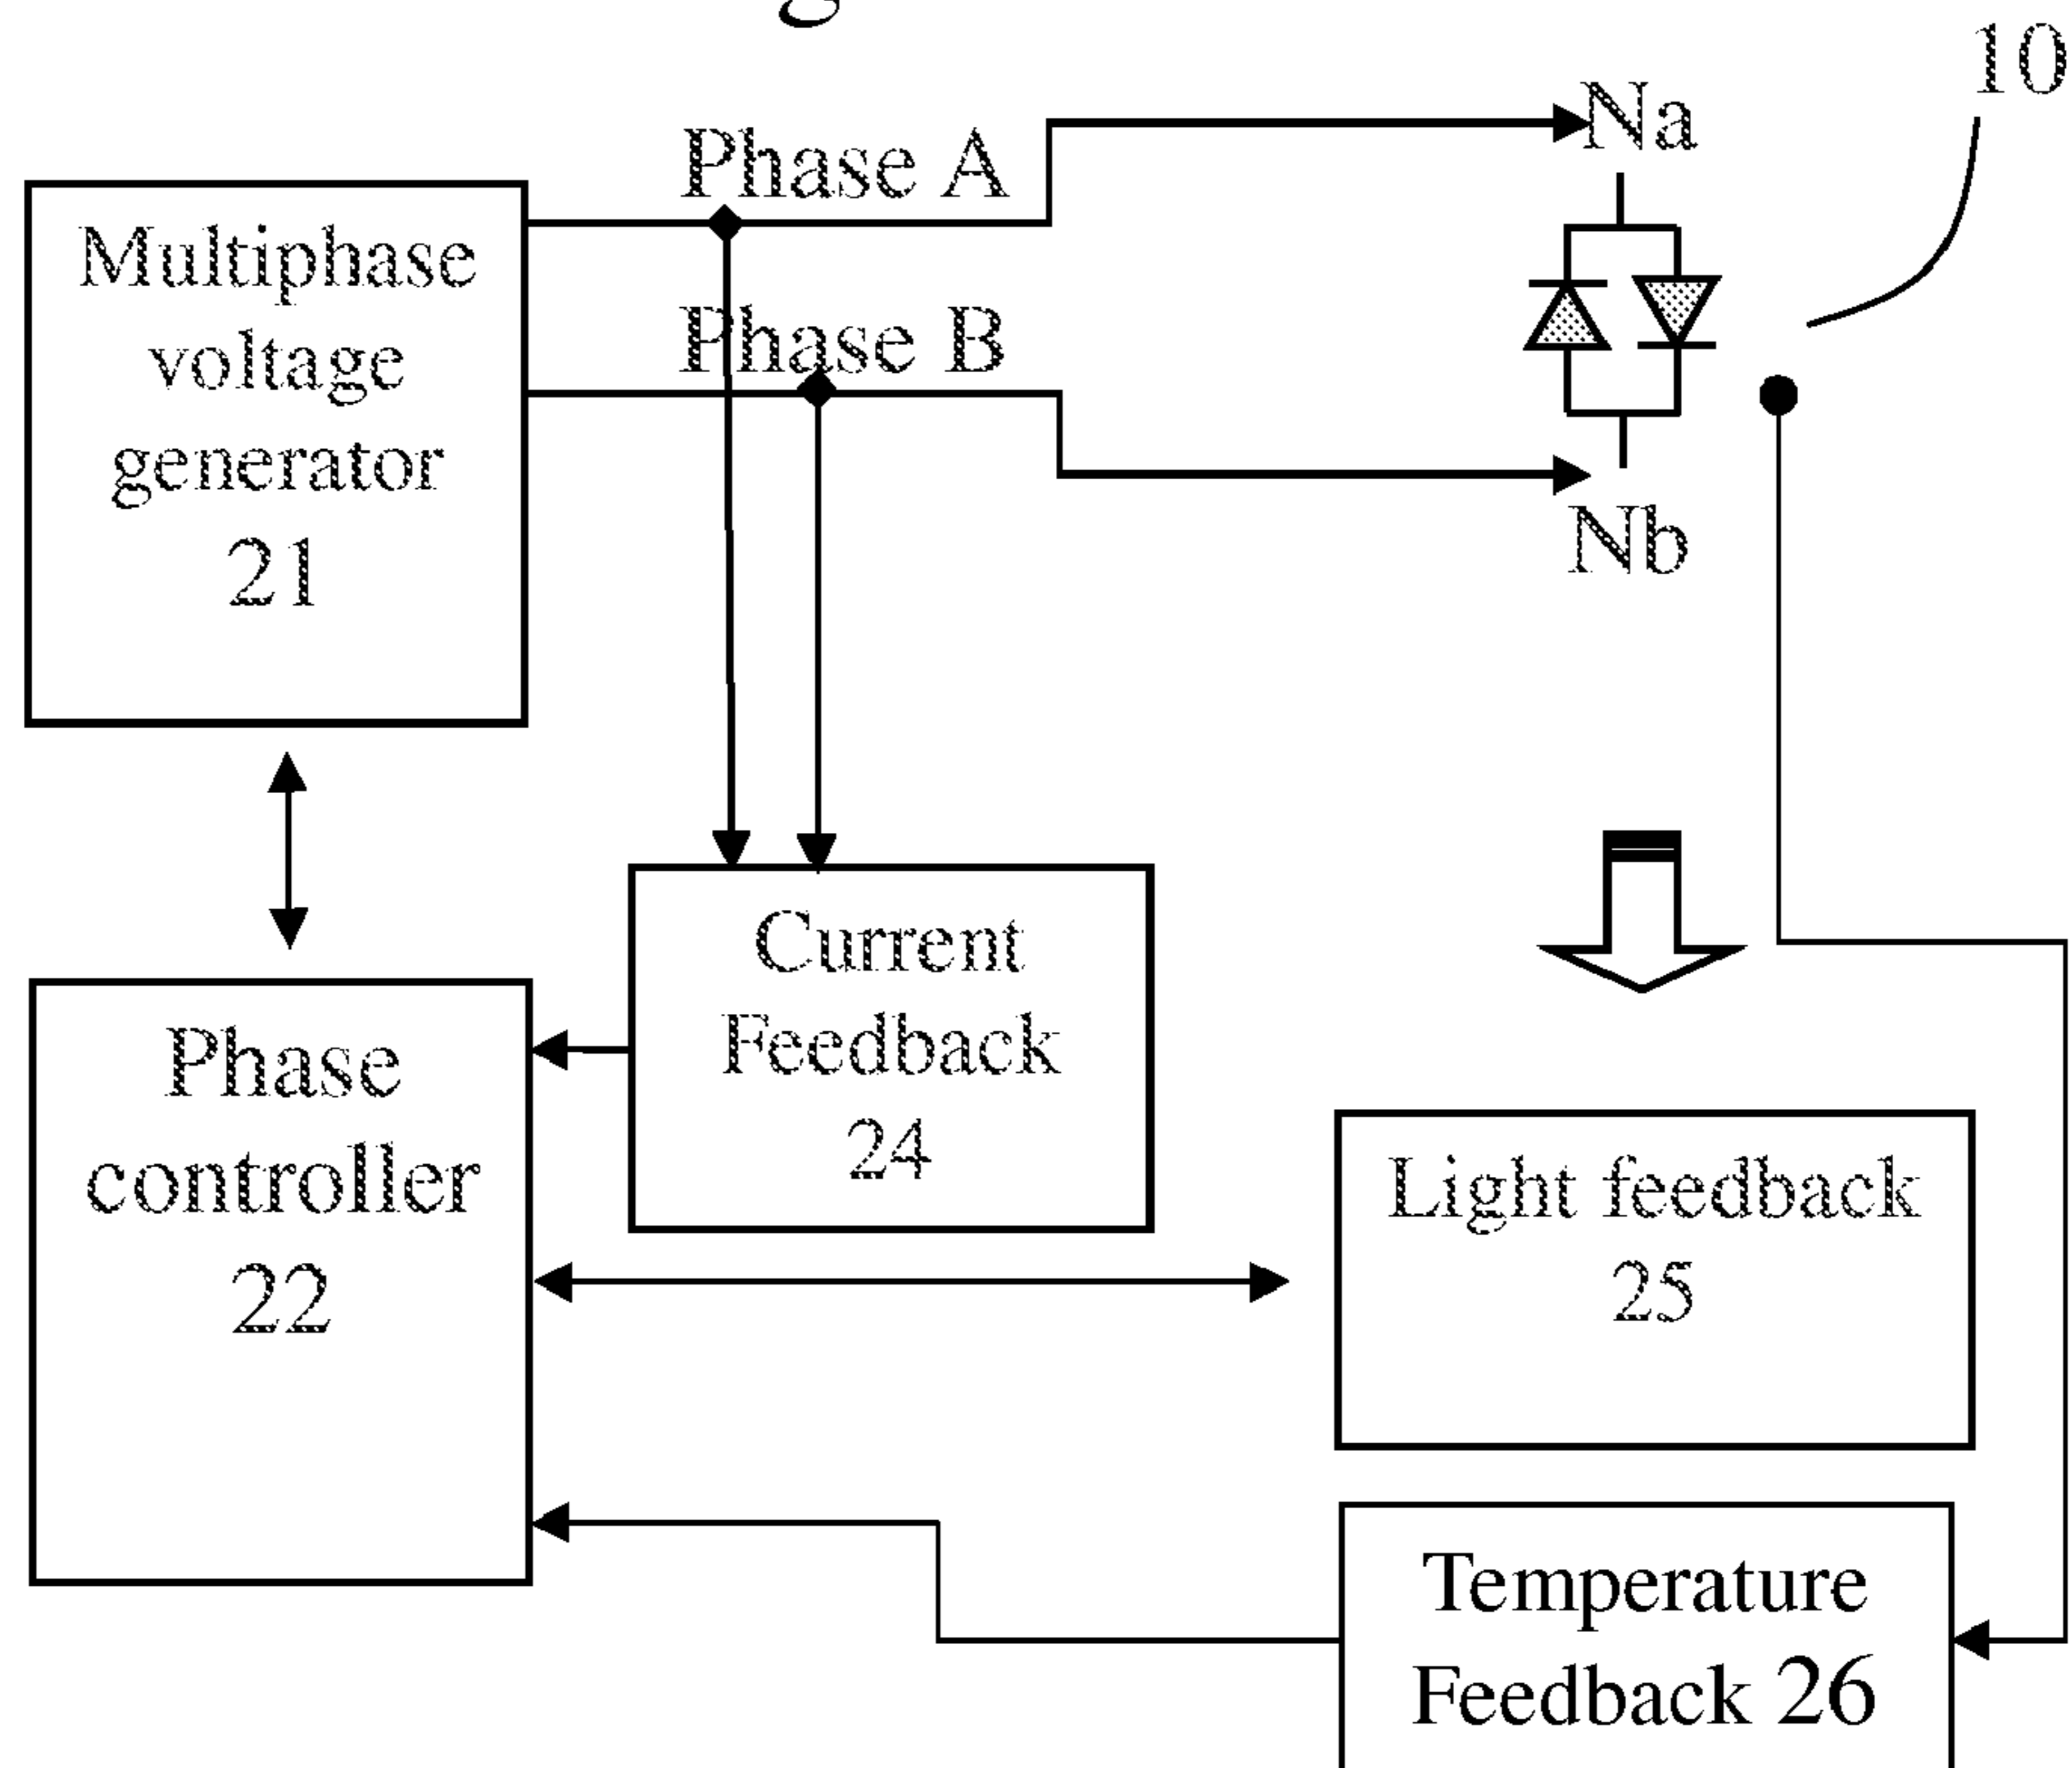 10
Na
Phase A
Multiphase
voltage
generator
21
Phase B
Nb
Current
Feedback
24
Phase
controller
22
Light feedback
25
Temperature
Feedback 26